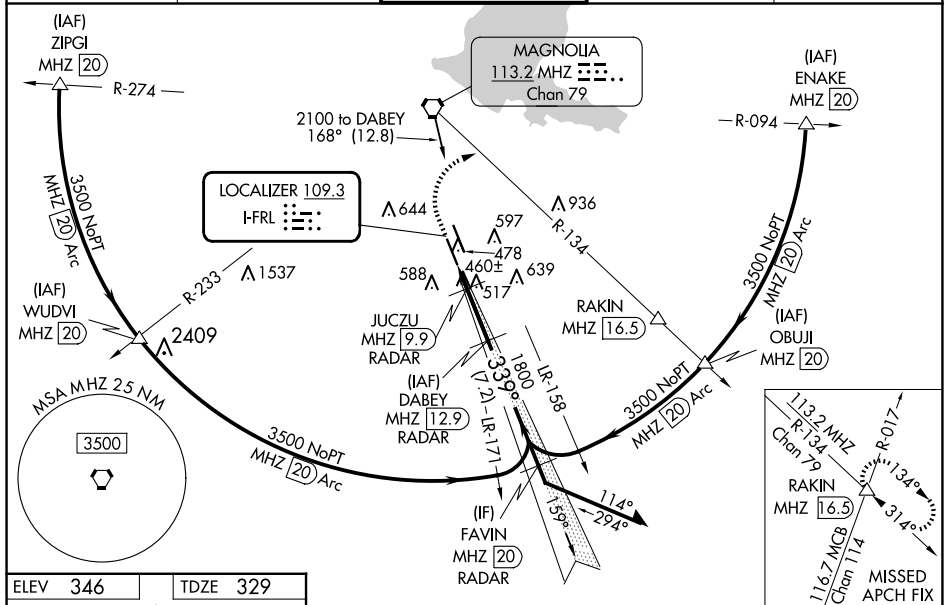 (IAF)
ZIPGI
MHZ 20
R-274
MAGNOLIA
113.2 MHZ
Chan 79
(IAF)
ENAKE
MHZ 20
R-094
2100 to DABEY
168° (12.8)
LOCALIZER 109.3
I-FRL
3500 NoPT
MHZ 20 Arc
644
936
597
478
460±
R-134
R-233
1537
588
639
517
3500 NoPT
MHZ 20 Arc
(IAF)
WUDVI
MHZ 20
2409
JUCZU
MHZ 9.9
RADAR
RAKIN
MHZ 16.5
(IAF)
OBUJI
MHZ 20
(IAF)
DABEY
MHZ 12.9
RADAR
339°
1800
(7.2)
LR-158
LR-171
3500 NoPT
MHZ 20 Arc
MSA MHZ 25 NM
3500
3500 NoPT
MHZ 20 Arc
114°
294°
159°
(IF)
FAVIN
MHZ 20
RADAR
113.2 MHZ
R-134
Chan 79
R-017
RAKIN
MHZ 16.5
134°
314°
116.7 MCB
Chan 114
MISSED
APCH FIX
ELEV 346
TDZE 329